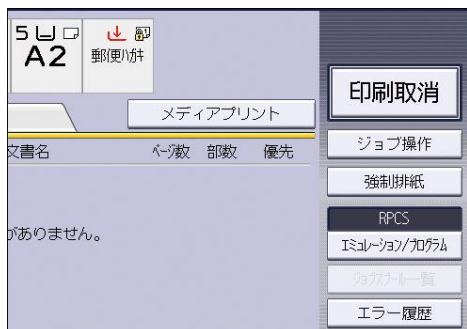 5
A2
郵便ハガキ
印刷取消
メディアプリント
ジョブ操作
文書名 ページ数 部数 優先
強制排紙
がありません。
RPCS
エミュレーション/プログラム
ジョブスプール一覧
エラー履歴